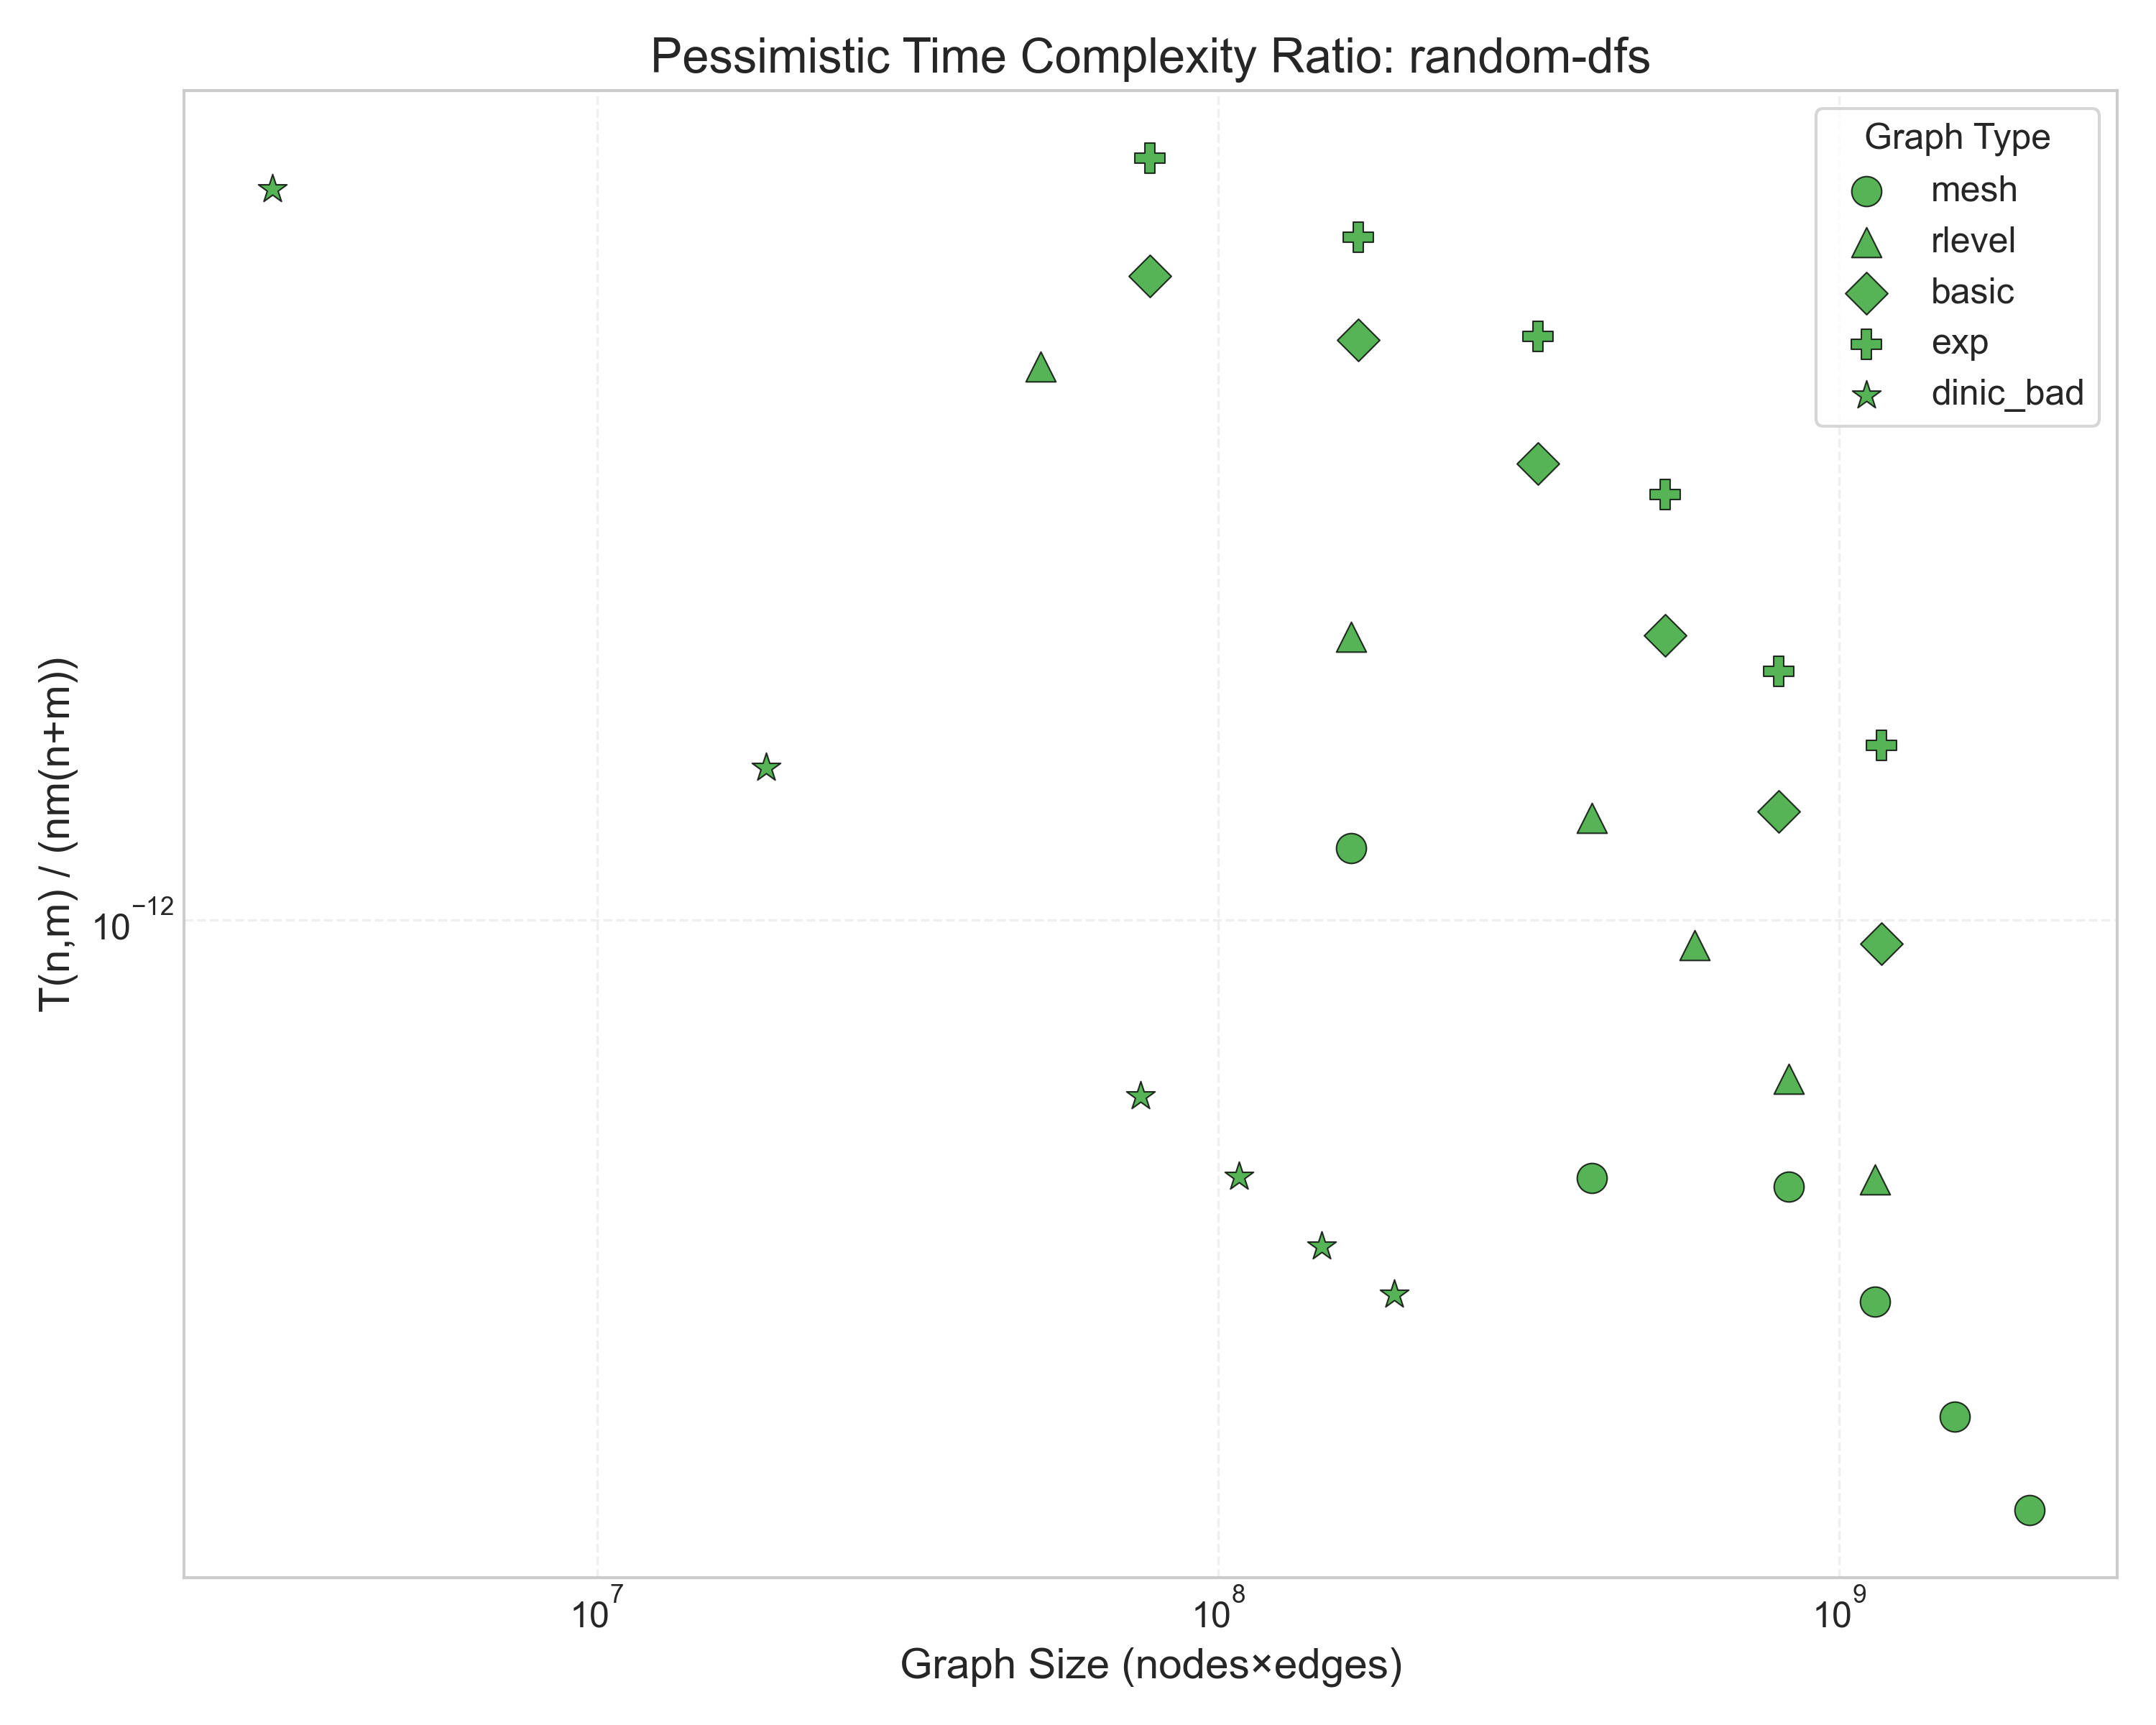 Pessimistic Time Complexity Ratio: random-dfs
Graph Type
mesh
rlevel
basic
exp
dinic_bad
T(n,m) / (nm(n+m))
10⁻¹²
10⁷
10⁸
10⁹
Graph Size (nodes×edges)